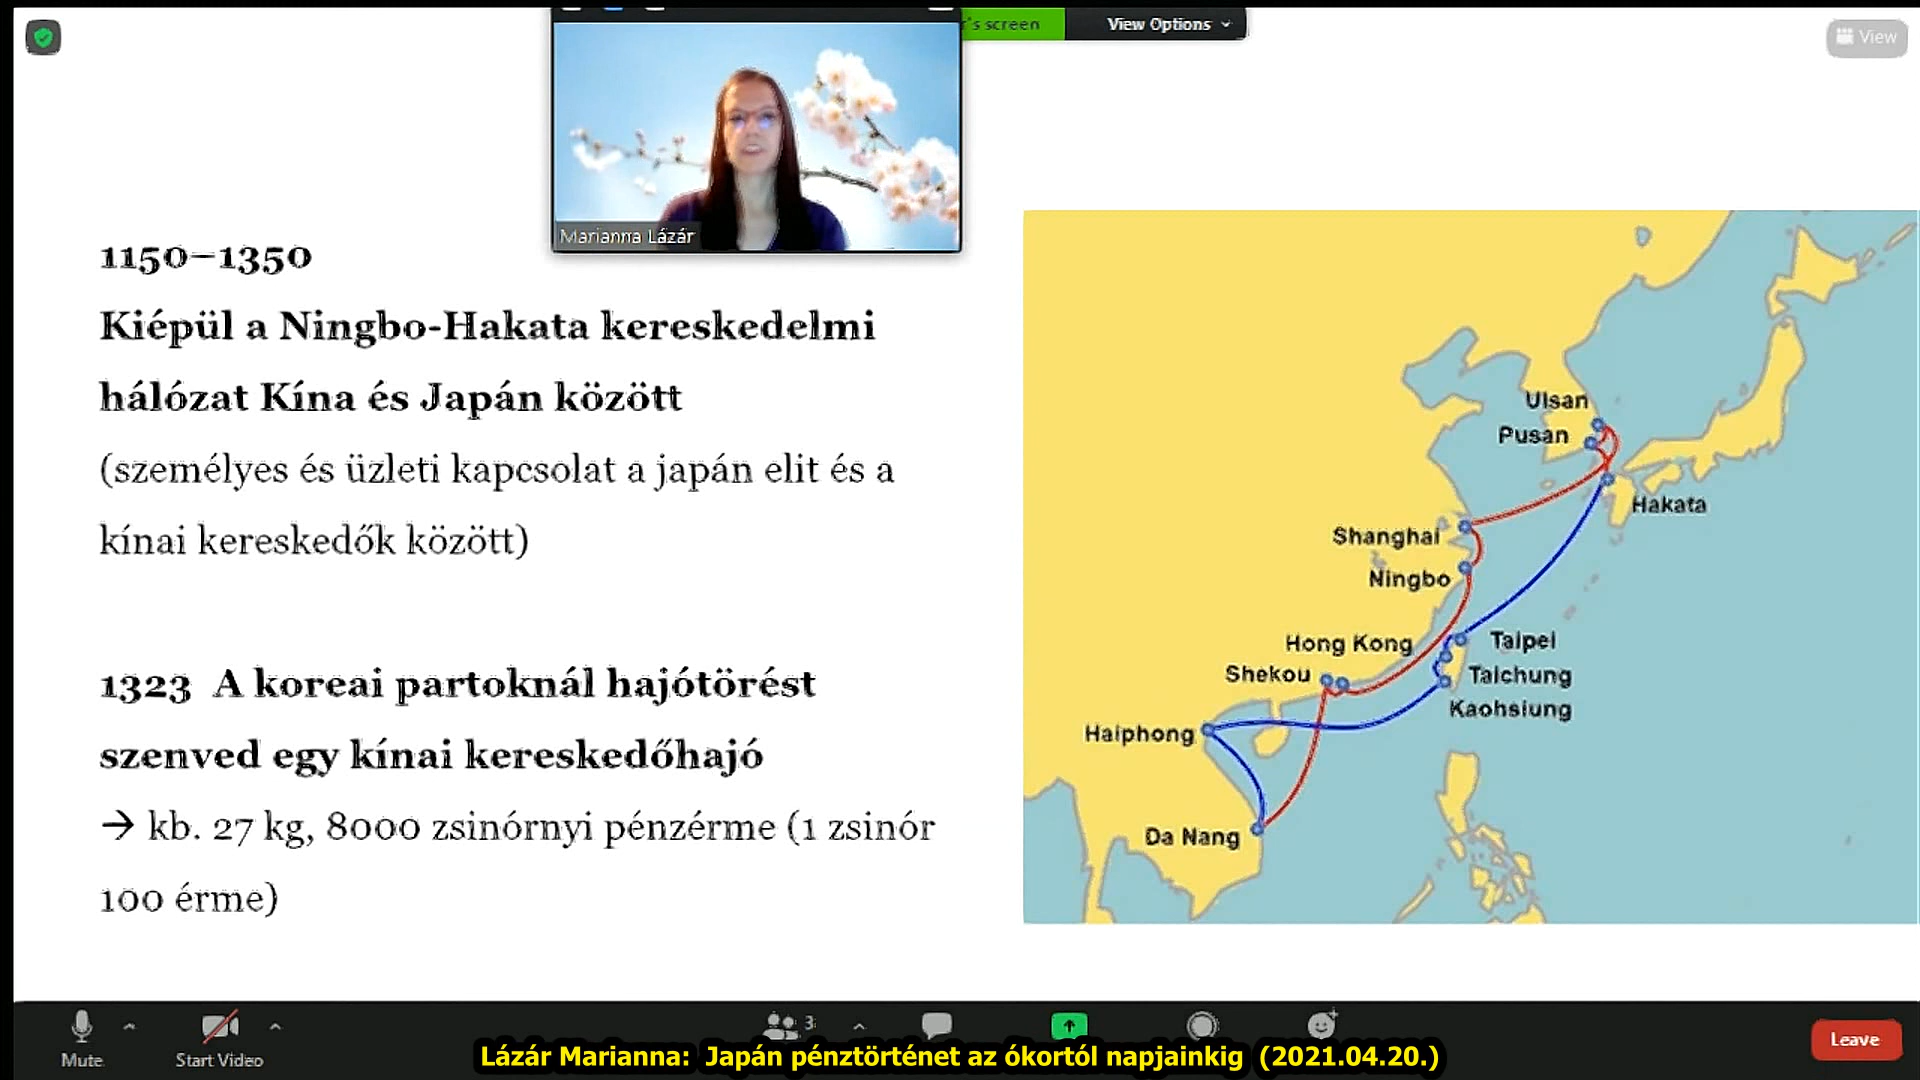 's screen
View Options
View
Marianna Lázár
1150–1350
Kiépül a Ningbo-Hakata kereskedelmi
hálózat Kína és Japán között
(személyes és üzleti kapcsolat a japán elit és a
kínai kereskedők között)
1323 A koreai partoknál hajótörést
szenved egy kínai kereskedőhajó
→ kb. 27 kg, 8000 zsinórnyi pénzérme (1 zsinór
100 érme)
Ulsan
Pusan
Hakata
Shanghai
Ningbo
Hong Kong
Taipei
Shekou
Taichung
Kaohsiung
Haiphong
Da Nang
3
Mute
Start Video
Leave
Lázár Marianna: Japán pénztörténet az ókortól napjainkig (2021.04.20.)